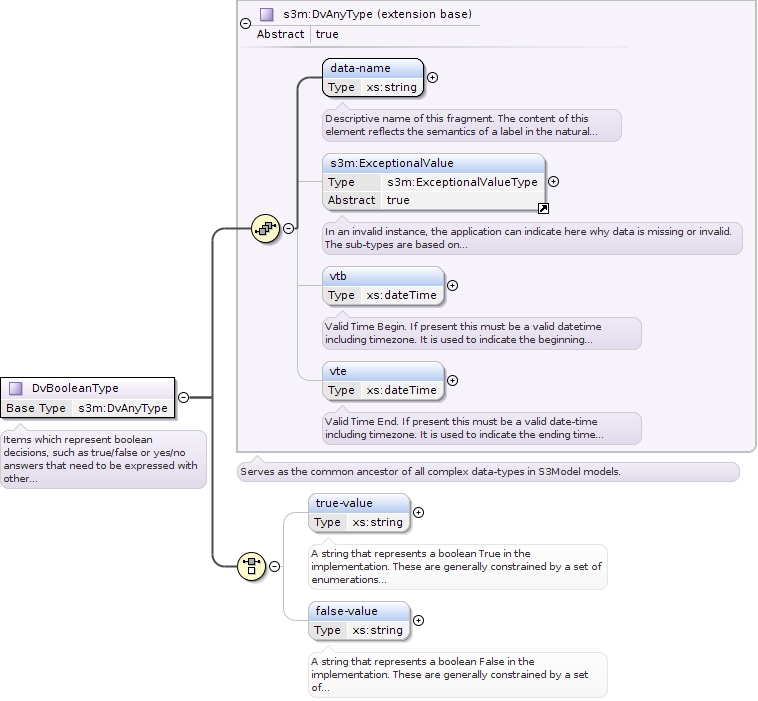 s3m:DvAnyType (extension base)
Abstract true
data-name
Type xs:string
Descriptive name of this fragment. The content of this
element reflects the semantics of a label in the natural...
s3m:ExceptionalValue
Type s3m:ExceptionalValueType
Abstract true
In an invalid instance, the application can indicate here why data is missing or invalid.
The sub-types are based on...
vtb
Type xs:dateTime
Valid Time Begin. If present this must be a valid datetime
including timezone. It is used to indicate the beginning...
vte
Type xs:dateTime
Valid Time End. If present this must be a valid date-time
including timezone. It is used to indicate the ending time...
DvBooleanType
Base Type s3m:DvAnyType
Items which represent boolean
decisions, such as true/false or yes/no
answers that need to be expressed with
other...
Serves as the common ancestor of all complex data-types in S3Model models.
true-value
Type xs:string
A string that represents a boolean True in the
implementation. These are generally constrained by a set of
enumerations...
false-value
Type xs:string
A string that represents a boolean False in the
implementation. These are generally constrained by a set
of...